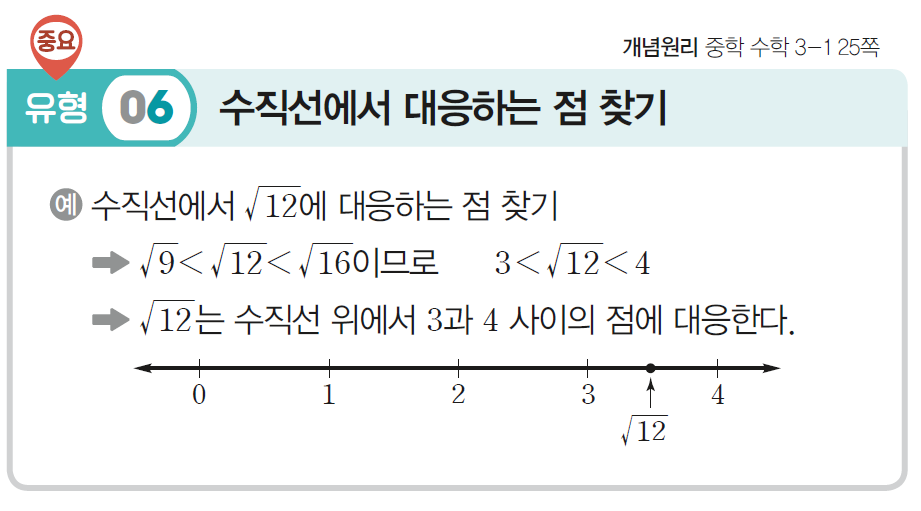 중요
개념원리 중학 수학 3-1 25쪽
유형 06 수직선에서 대응하는 점 찾기
예 수직선에서 √12에 대응하는 점 찾기
➡ √9<√12<√16이므로 3<√12<4
➡ √12는 수직선 위에서 3과 4 사이의 점에 대응한다.
0 1 2 3 4
√12